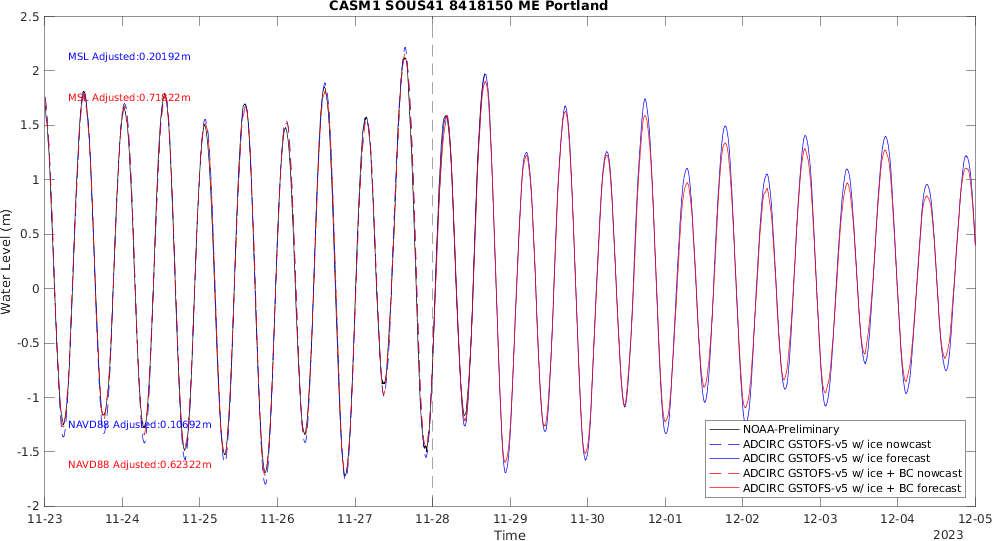 CASM1 SOUS41 8418150 ME Portland
2.5
2
1.5
1
0.5
0
-0.5
-1
-1.5
-2
Water Level (m)
MSL Adjusted:0.20192m
MSL Adjusted:0.71822m
NAVD88 Adjusted:0.10692m
NAVD88 Adjusted:0.62322m
NOAA-Preliminary
ADCIRC GSTOFS-v5 w/ ice nowcast
ADCIRC GSTOFS-v5 w/ ice forecast
ADCIRC GSTOFS-v5 w/ ice + BC nowcast
ADCIRC GSTOFS-v5 w/ ice + BC forecast
11-23 11-24 11-25 11-26 11-27 11-28 11-29 11-30 12-01 12-02 12-03 12-04 12-05
Time
2023